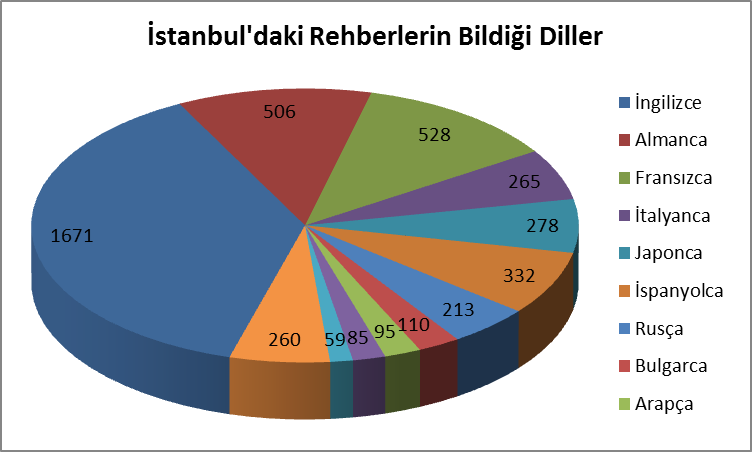 İstanbul'daki Rehberlerin Bildiği Diller
506
528
265
278
332
213
110
95
85
59
260
1671
İngilizce
Almanca
Fransızca
İtalyanca
Japonca
İspanyolca
Rusça
Bulgarca
Arapça